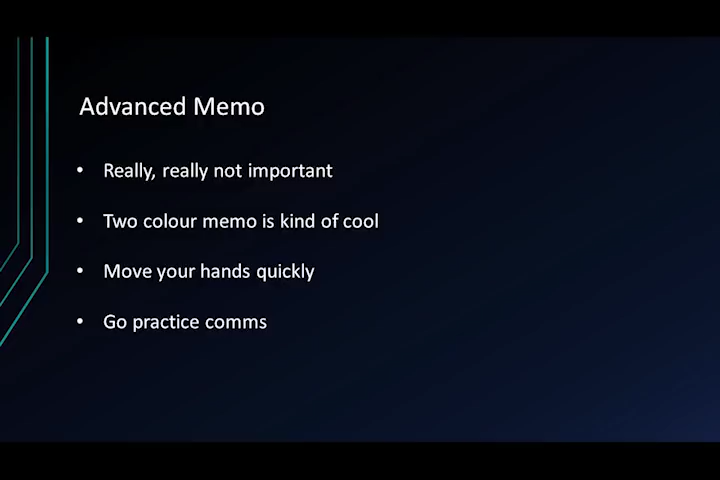 Advanced Memo
• Really, really not important
• Two colour memo is kind of cool
• Move your hands quickly
• Go practice comms